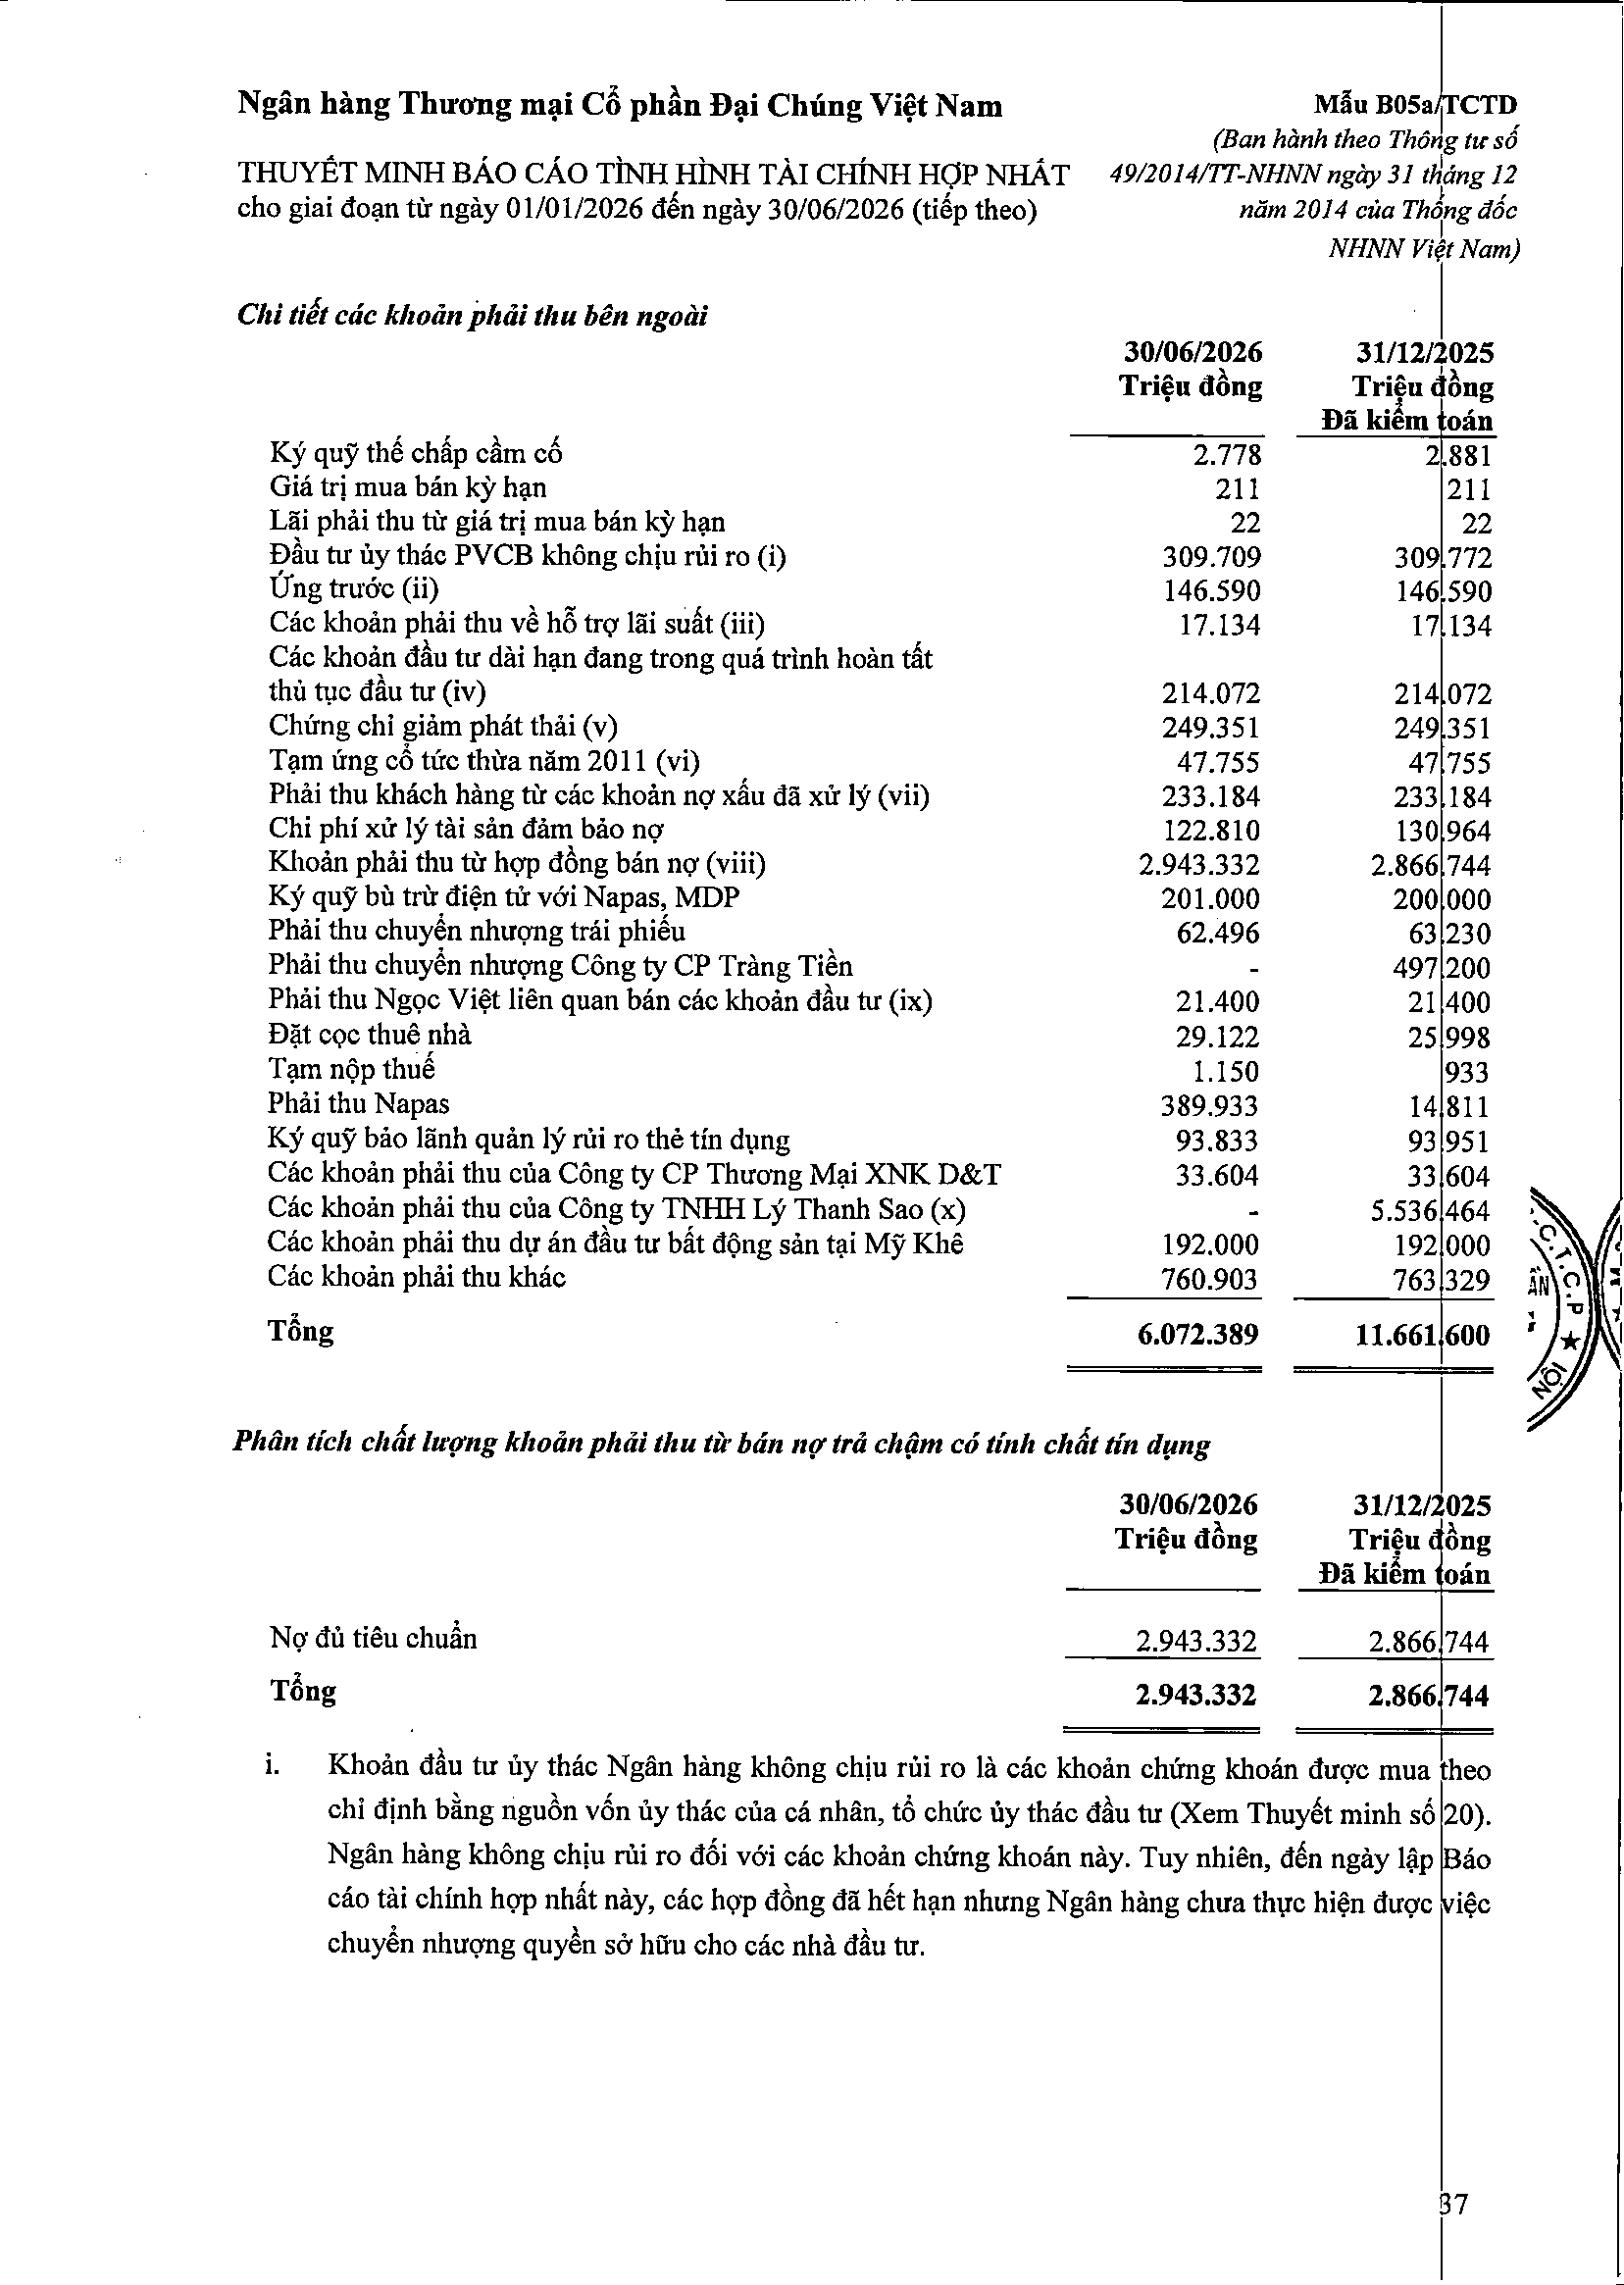 Ngân hàng Thương mại Cổ phần Đại Chúng Việt Nam
Mẫu B05a/TCTD
(Ban hành theo Thông tư số
THUYẾT MINH BÁO CÁO TÌNH HÌNH TÀI CHÍNH HỢP NHẤT 49/2014/TT-NHNN ngày 31 tháng 12
cho giai đoạn từ ngày 01/01/2026 đến ngày 30/06/2026 (tiếp theo) năm 2014 của Thống đốc
NHNN Việt Nam)
Chi tiết các khoản phải thu bên ngoài
30/06/2026 31/12/2025
Triệu đồng Triệu đồng
Đã kiểm toán
Ký quỹ thế chấp cầm cố 2.778 2.881
Giá trị mua bán kỳ hạn 211 211
Lãi phải thu từ giá trị mua bán kỳ hạn 22 22
Đầu tư ủy thác PVCB không chịu rủi ro (i) 309.709 309.772
Ứng trước (ii) 146.590 146.590
Các khoản phải thu về hỗ trợ lãi suất (iii) 17.134 17.134
Các khoản đầu tư dài hạn đang trong quá trình hoàn tất
thủ tục đầu tư (iv) 214.072 214.072
Chứng chỉ giảm phát thải (v) 249.351 249.351
Tạm ứng cổ tức thừa năm 2011 (vi) 47.755 47.755
Phải thu khách hàng từ các khoản nợ xấu đã xử lý (vii) 233.184 233.184
Chi phí xử lý tài sản đảm bảo nợ 122.810 130.964
Khoản phải thu từ hợp đồng bán nợ (viii) 2.943.332 2.866.744
Ký quỹ bù trừ điện tử với Napas, MDP 201.000 200.000
Phải thu chuyển nhượng trái phiếu 62.496 63.230
Phải thu chuyển nhượng Công ty CP Tràng Tiền - 497.200
Phải thu Ngọc Việt liên quan bán các khoản đầu tư (ix) 21.400 21.400
Đặt cọc thuê nhà 29.122 25.998
Tạm nộp thuế 1.150 933
Phải thu Napas 389.933 14.811
Ký quỹ bảo lãnh quản lý rủi ro thẻ tín dụng 93.833 93.951
Các khoản phải thu của Công ty CP Thương Mại XNK D&T 33.604 33.604
Các khoản phải thu của Công ty TNHH Lý Thanh Sao (x) - 5.536.464
Các khoản phải thu dự án đầu tư bất động sản tại Mỹ Khê 192.000 192.000
Các khoản phải thu khác 760.903 763.329
Tổng 6.072.389 11.661.600
Phân tích chất lượng khoản phải thu từ bán nợ trả chậm có tính chất tín dụng
30/06/2026 31/12/2025
Triệu đồng Triệu đồng
Đã kiểm toán
Nợ đủ tiêu chuẩn 2.943.332 2.866.744
Tổng 2.943.332 2.866.744
i. Khoản đầu tư ủy thác Ngân hàng không chịu rủi ro là các khoản chứng khoán được mua theo
chỉ định bằng nguồn vốn ủy thác của cá nhân, tổ chức ủy thác đầu tư (Xem Thuyết minh số 20).
Ngân hàng không chịu rủi ro đối với các khoản chứng khoán này. Tuy nhiên, đến ngày lập Báo
cáo tài chính hợp nhất này, các hợp đồng đã hết hạn nhưng Ngân hàng chưa thực hiện được việc
chuyển nhượng quyền sở hữu cho các nhà đầu tư.
37